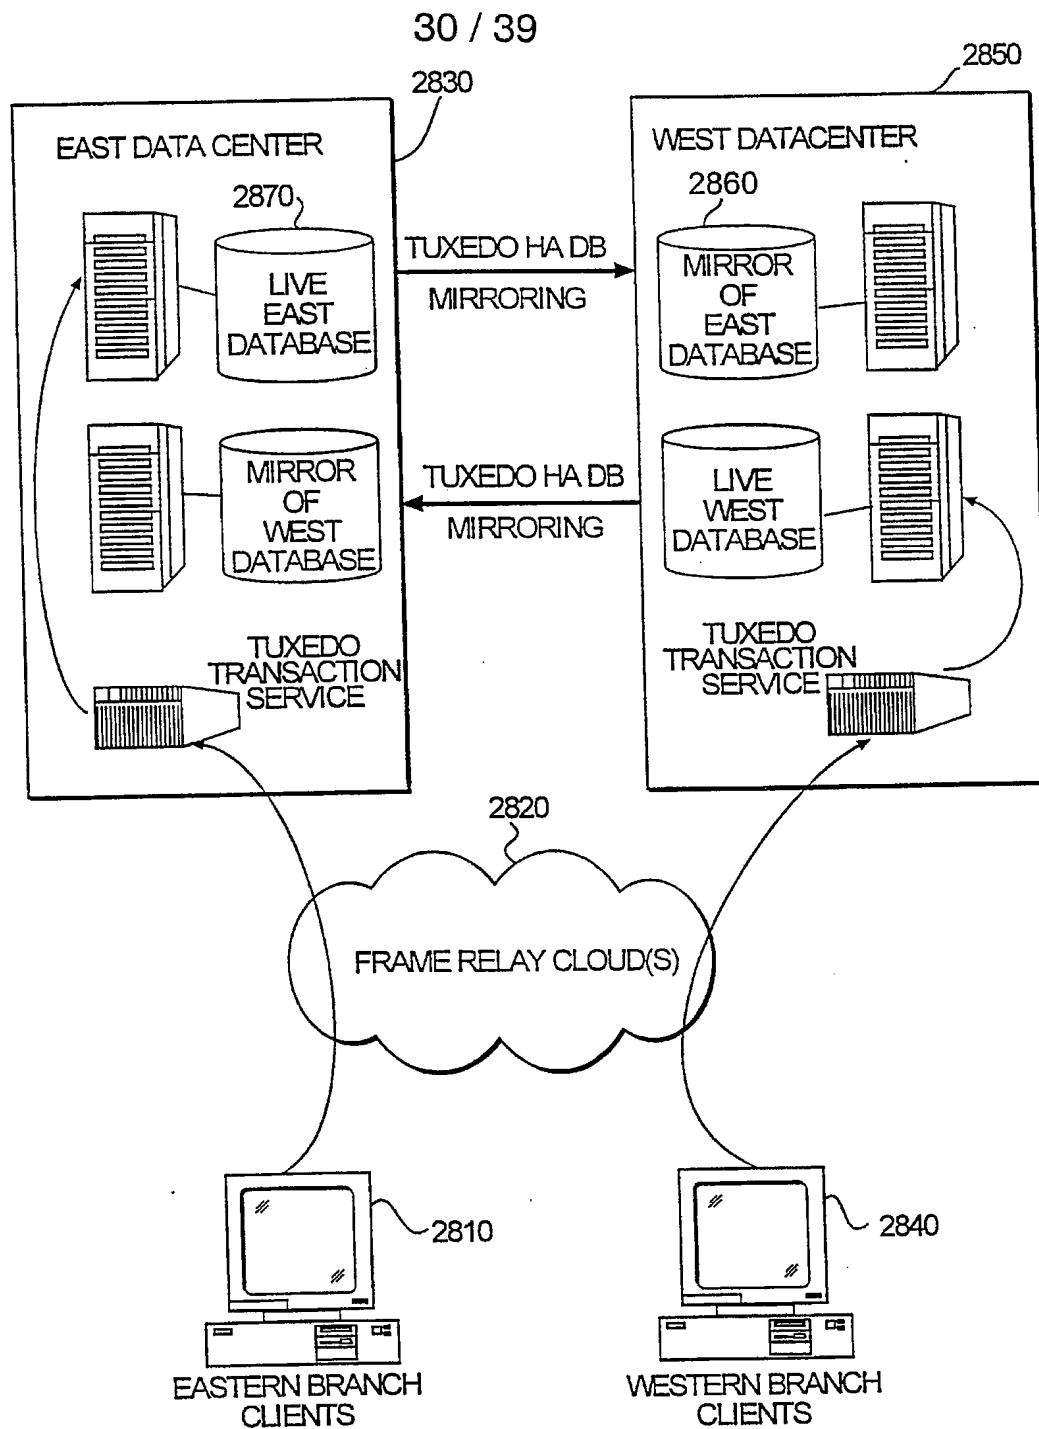 30 / 39
2830
2850
EAST DATA CENTER
WEST DATACENTER
2870
2860
LIVE
EAST
DATABASE
TUXEDO HA DB
MIRRORING
MIRROR
OF
EAST
DATABASE
MIRROR
OF
WEST
DATABASE
TUXEDO HA DB
MIRRORING
LIVE
WEST
DATABASE
TUXEDO
TRANSACTION
SERVICE
TUXEDO
TRANSACTION
SERVICE
2820
FRAME RELAY CLOUD(S)
2810
2840
EASTERN BRANCH
CLIENTS
WESTERN BRANCH
CLIENTS